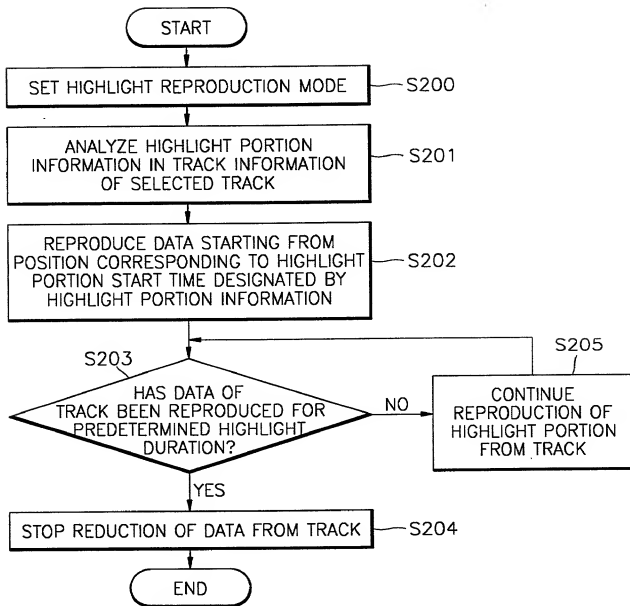 START
SET HIGHLIGHT REPRODUCTION MODE
S200
ANALYZE HIGHLIGHT PORTION
INFORMATION IN TRACK INFORMATION
OF SELECTED TRACK
S201
REPRODUCE DATA STARTING FROM
POSITION CORRESPONDING TO HIGHLIGHT
PORTION START TIME DESIGNATED BY
HIGHLIGHT PORTION INFORMATION
S202
S203
HAS DATA OF
TRACK BEEN REPRODUCED FOR
PREDETERMINED HIGHLIGHT
DURATION?
NO
S205
CONTINUE
REPRODUCTION OF
HIGHLIGHT PORTION
FROM TRACK
YES
STOP REDUCTION OF DATA FROM TRACK
S204
END